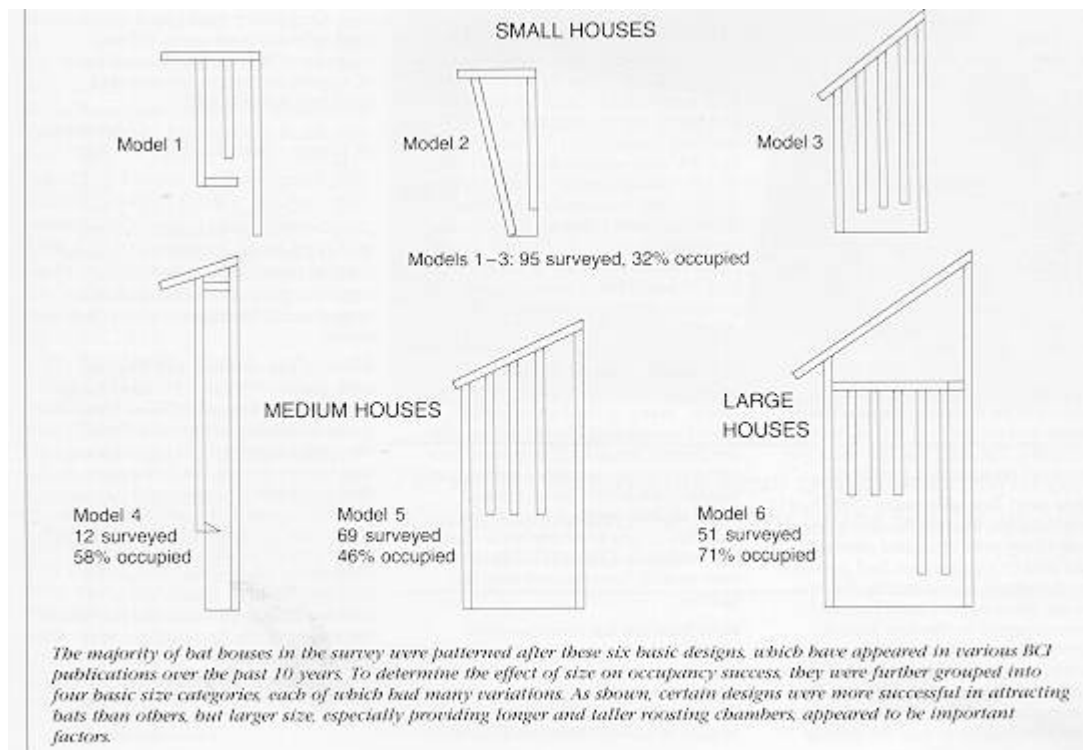 SMALL HOUSES
Model 1
Model 2
Model 3
Models 1–3: 95 surveyed, 32% occupied
MEDIUM HOUSES
LARGE
HOUSES
Model 4
12 surveyed
58% occupied
Model 5
69 surveyed
46% occupied
Model 6
51 surveyed
71% occupied
The majority of bat houses in the survey were patterned after these six basic designs, which have appeared in various BCI
publications over the past 10 years. To determine the effect of size on occupancy success, they were further grouped into
four basic size categories, each of which had many variations. As shown, certain designs were more successful in attracting
bats than others, but larger size, especially providing longer and taller roosting chambers, appeared to be important
factors.